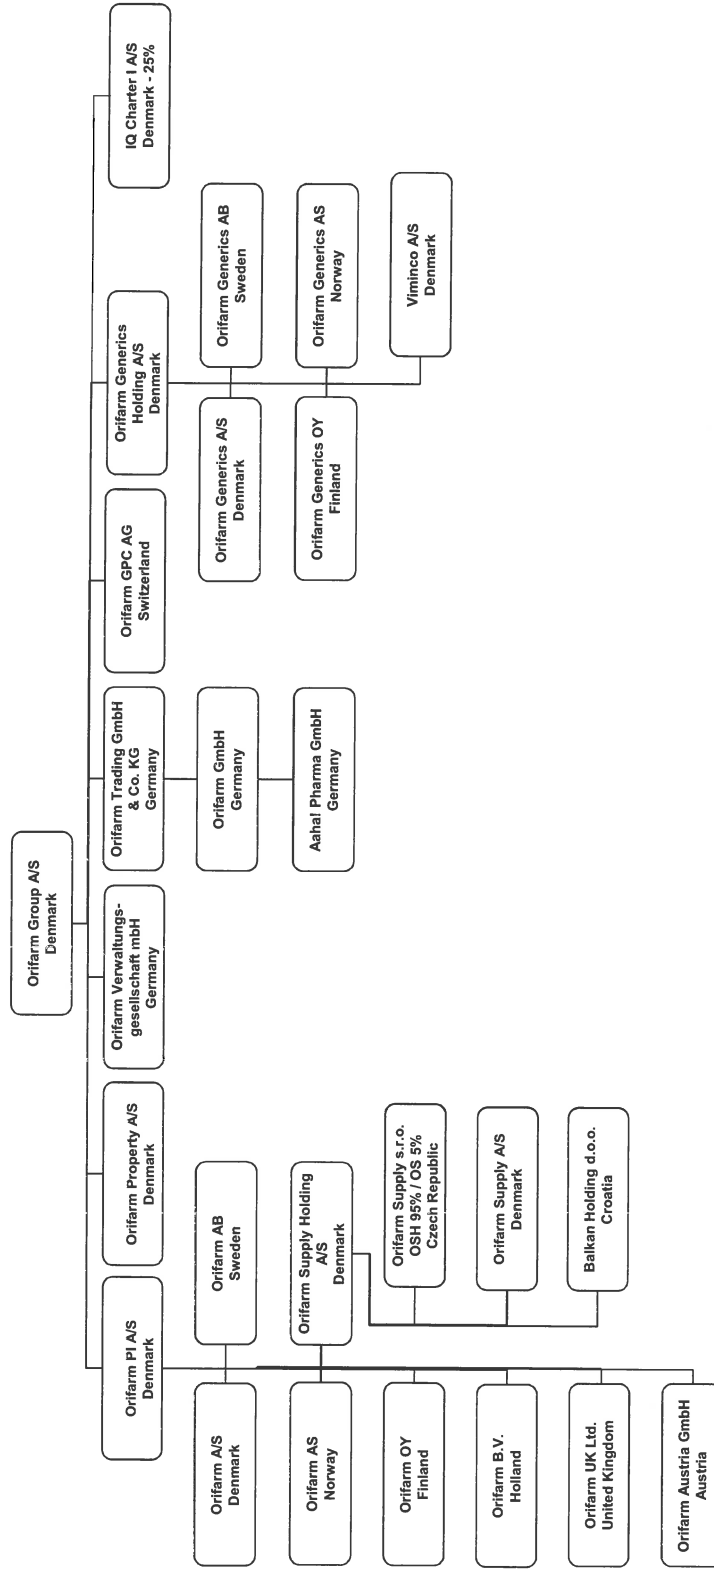 Orifarm Group A/S
Denmark
Orifarm PI A/S
Denmark
Orifarm Property A/S
Denmark
Orifarm Verwaltungs-
gesellschaft mbH
Germany
Orifarm Trading GmbH
& Co. KG
Germany
Orifarm GPC AG
Switzerland
Orifarm Generics
Holding A/S
Denmark
IQ Charter I A/S
Denmark - 25%
Orifarm A/S
Denmark
Orifarm AB
Sweden
Orifarm GmbH
Germany
Orifarm Generics A/S
Denmark
Orifarm Generics AB
Sweden
Orifarm AS
Norway
Orifarm Supply Holding
A/S
Denmark
Aaha! Pharma GmbH
Germany
Orifarm Generics OY
Finland
Orifarm Generics AS
Norway
Orifarm OY
Finland
Orifarm Supply s.r.o.
OSH 95% / OS 5%
Czech Republic
Viminco A/S
Denmark
Orifarm B.V.
Holland
Orifarm Supply A/S
Denmark
Orifarm UK Ltd.
United Kingdom
Balkan Holding d.o.o.
Croatia
Orifarm Austria GmbH
Austria